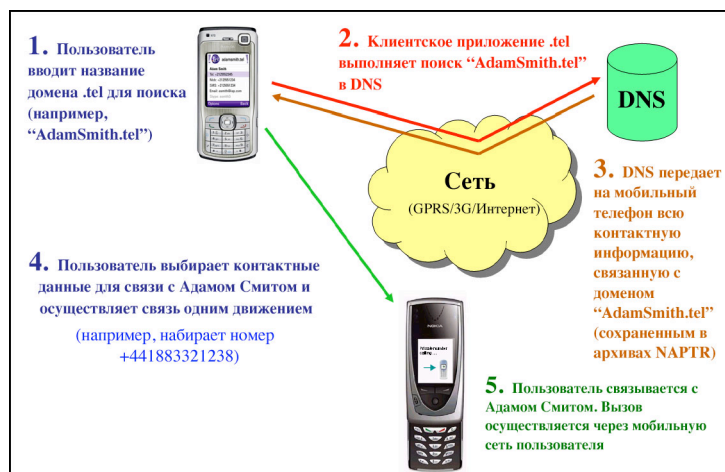 1. Пользователь
вводит название
домена .tel для поиска
(например,
“AdamSmith.tel”)
2. Клиентское приложение .tel
выполняет поиск “AdamSmith.tel”
в DNS
DNS
Сеть
(GPRS/3G/Интернет)
3. DNS передает
на мобильный
телефон всю
контактную
информацию,
связанную с
доменом
“AdamSmith.tel”
(сохраненным в
архивах NAPTR)
4. Пользователь выбирает контактные
данные для связи с Адамом Смитом и
осуществляет связь одним движением
(например, набирает номер
+441883321238)
NOKIA
calling ...
5. Пользователь связывается с
Адамом Смитом. Вызов
осуществляется через мобильную
сеть пользователя